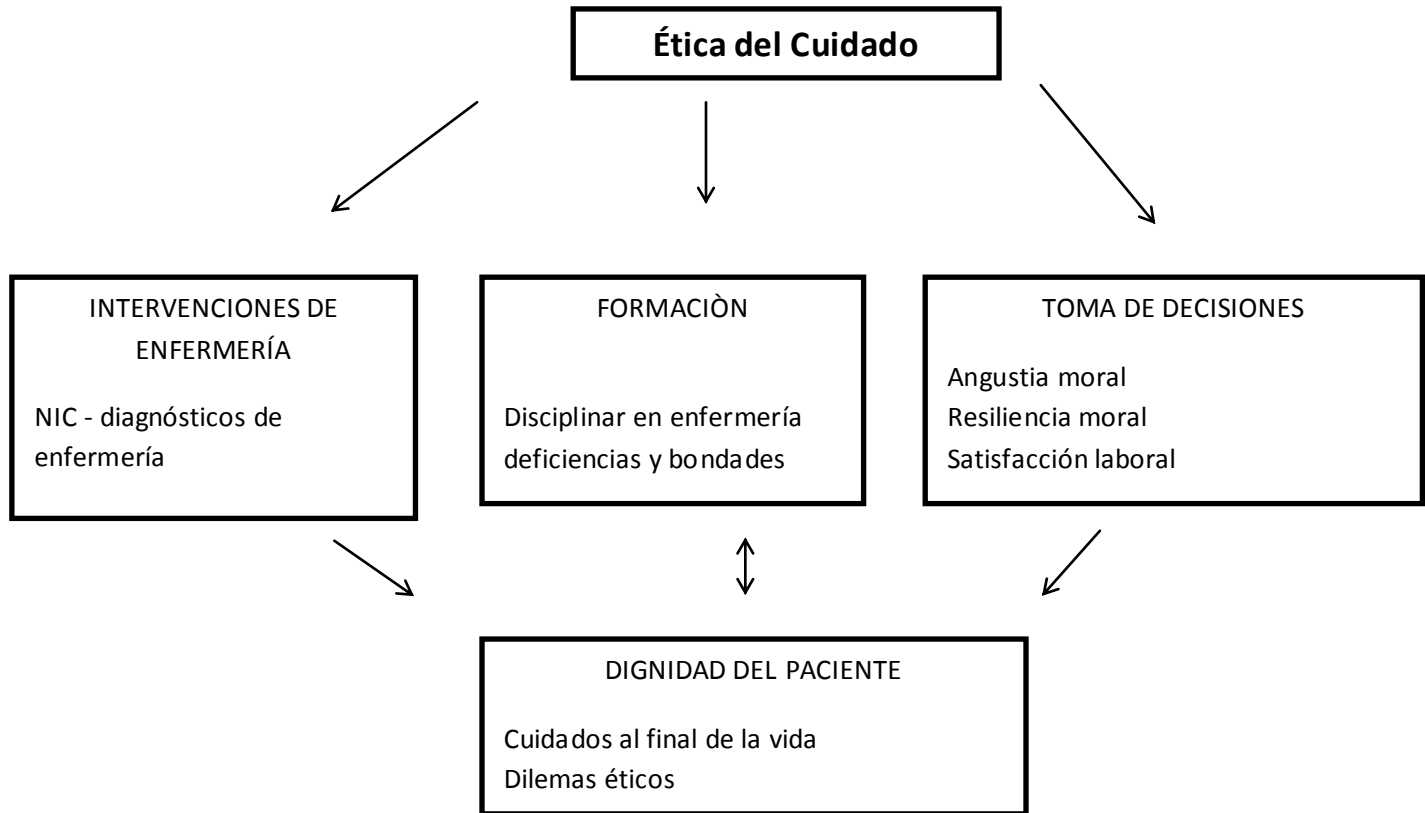 Ética del Cuidado
INTERVENCIONES DE
ENFERMERÍA
NIC - diagnósticos de
enfermería
FORMACIÒN
Disciplinar en enfermería
deficiencias y bondades
TOMA DE DECISIONES
Angustia moral
Resiliencia moral
Satisfacción laboral
DIGNIDAD DEL PACIENTE
Cuidados al final de la vida
Dilemas éticos